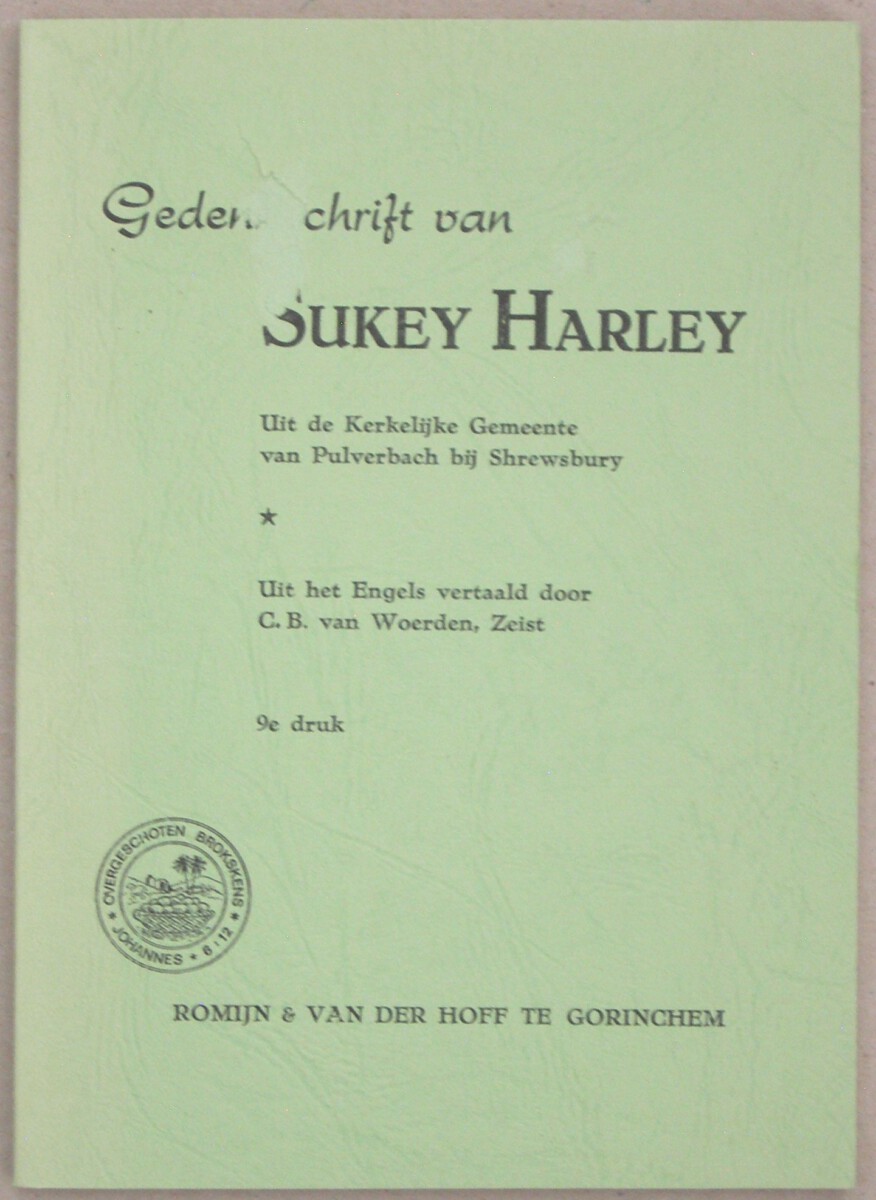 Geden chrift van
SUKEY HARLEY
Uit de Kerkelijke Gemeente
van Pulverbach bij Shrewsbury
★
Uit het Engels vertaald door
C. B. van Woerden, Zeist
9e druk
* OVERGESCHOTEN BROKSKENS *
JOHANNES * 6:12
ROMIJN & VAN DER HOFF TE GORINCHEM